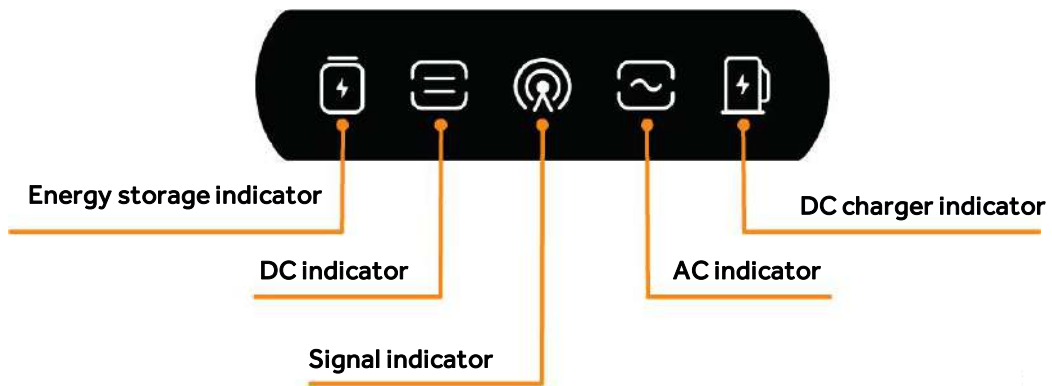 Energy storage indicator
DC charger indicator
DC indicator
AC indicator
Signal indicator